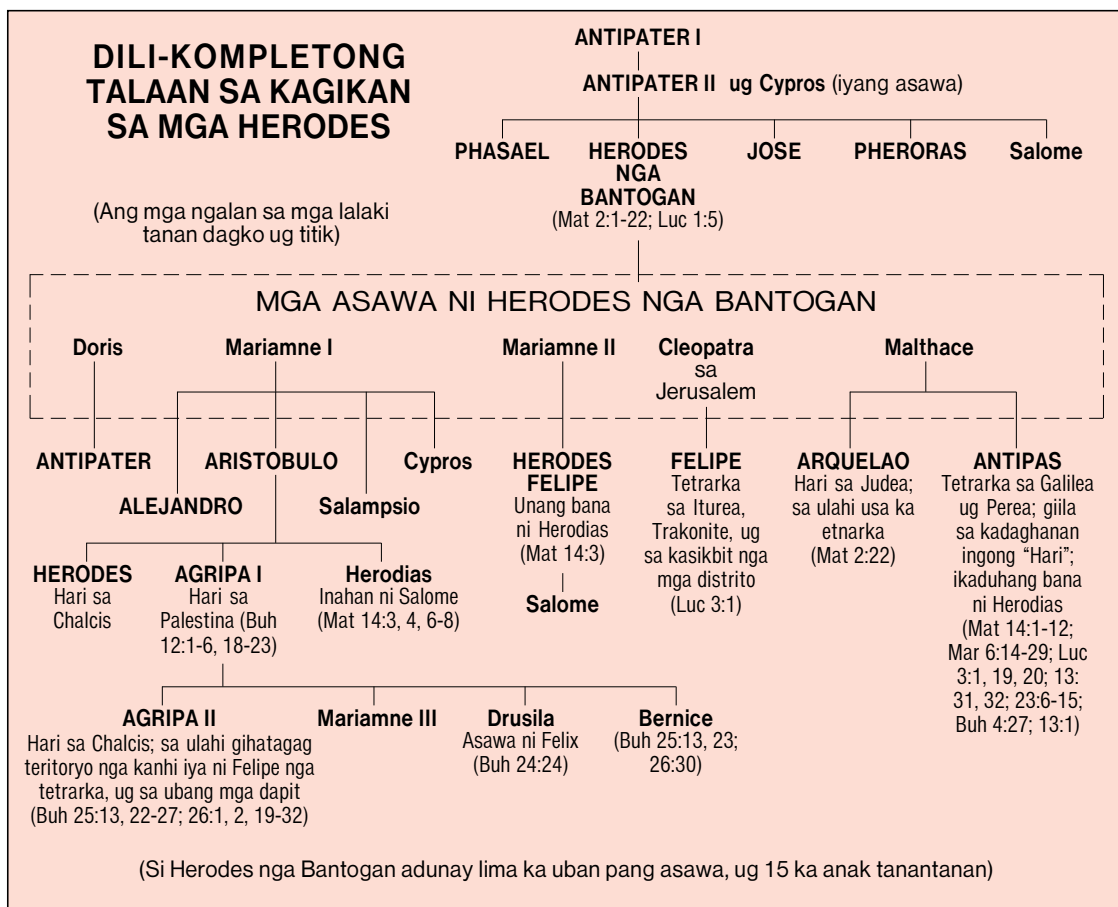 DILI-KOMPLETONG
TALAAN SA KAGIKAN
SA MGA HERODES
(Ang mga ngalan sa mga lalaki
tanan dagko ug titik)
ANTIPATER I
ANTIPATER II ug Cypros (iyang asawa)
PHASAEL
HERODES
NGA
BANTOGAN
(Mat 2:1-22; Luc 1:5)
JOSE
PHERORAS
Salome
MGA ASAWA NI HERODES NGA BANTOGAN
Doris
Mariamne I
Mariamne II
Cleopatra
sa
Jerusalem
Malthace
ANTIPATER
ALEJANDRO
ARISTOBULO
Salampsio
Cypros
HERODES
FELIPE
Unang bana
ni Herodias
(Mat 14:3)
Salome
FELIPE
Tetrarka
sa Iturea,
Trakonite, ug
sa kasikbit nga
mga distrito
(Luc 3:1)
ARQUELAO
Hari sa Judea;
sa ulahi usa ka
etnarka
(Mat 2:22)
ANTIPAS
Tetrarka sa Galilea
ug Perea; giila
sa kadaghanan
ingong “Hari”;
ikaduhang bana
ni Herodias
(Mat 14:1-12;
Mar 6:14-29; Luc
3:1, 19, 20; 13:
31, 32; 23:6-15;
Buh 4:27; 13:1)
HERODES
Hari sa
Chalcis
AGRIPA I
Hari sa
Palestina (Buh
12:1-6, 18-23)
Herodias
Inahan ni Salome
(Mat 14:3, 4, 6-8)
AGRIPA II
Hari sa Chalcis; sa ulahi gihatagag
teritoryo nga kanhi iya ni Felipe nga
tetrarka, ug sa ubang mga dapit
(Buh 25:13, 22-27; 26:1, 2, 19-32)
Mariamne III
Drusila
Asawa ni Felix
(Buh 24:24)
Bernice
(Buh 25:13, 23;
26:30)
(Si Herodes nga Bantogan adunay lima ka uban pang asawa, ug 15 ka anak tanantanan)